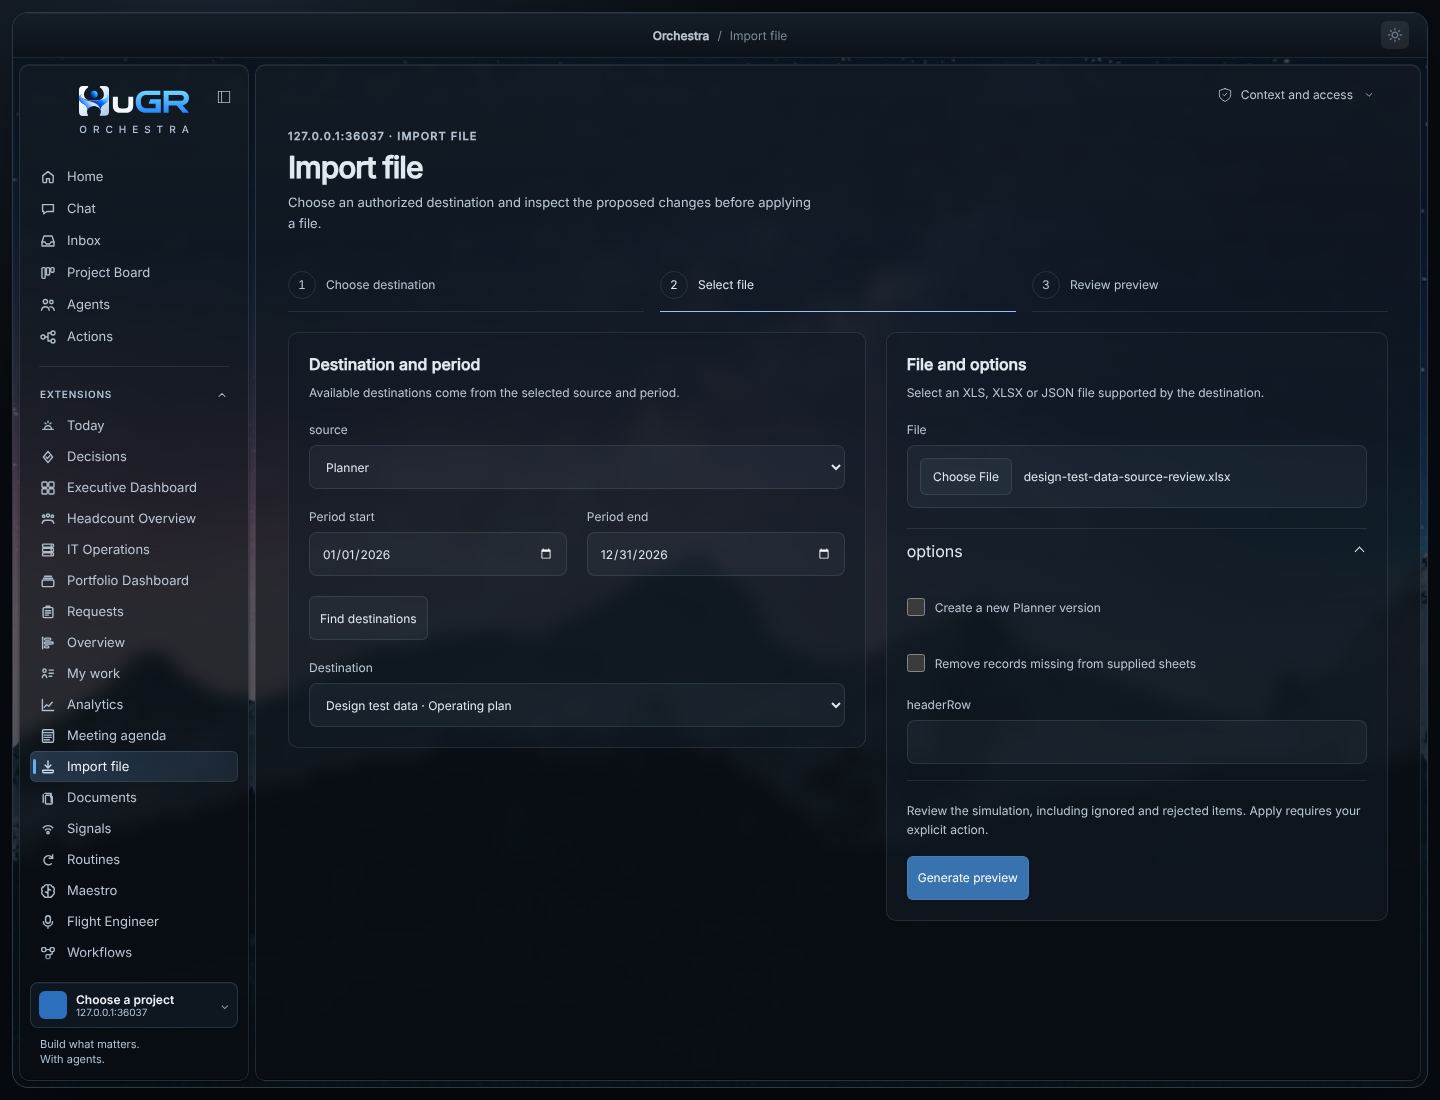 Orchestra / Import file
HuGR
ORCHESTRA
Context and access
Home
Chat
Inbox
Project Board
Agents
Actions
EXTENSIONS
Today
Decisions
Executive Dashboard
Headcount Overview
IT Operations
Portfolio Dashboard
Requests
Overview
My work
Analytics
Meeting agenda
Import file
Documents
Signals
Routines
Maestro
Flight Engineer
Workflows
Choose a project
127.0.0.1:36037
Build what matters.
With agents.
127.0.0.1:36037 · IMPORT FILE
Import file
Choose an authorized destination and inspect the proposed changes before applying
a file.
1 Choose destination
2 Select file
3 Review preview
Destination and period
Available destinations come from the selected source and period.
source
Planner
Period start
Period end
01/01/2026
12/31/2026
Find destinations
Destination
Design test data · Operating plan
File and options
Select an XLS, XLSX or JSON file supported by the destination.
File
Choose File design-test-data-source-review.xlsx
options
Create a new Planner version
Remove records missing from supplied sheets
headerRow
Review the simulation, including ignored and rejected items. Apply requires your
explicit action.
Generate preview